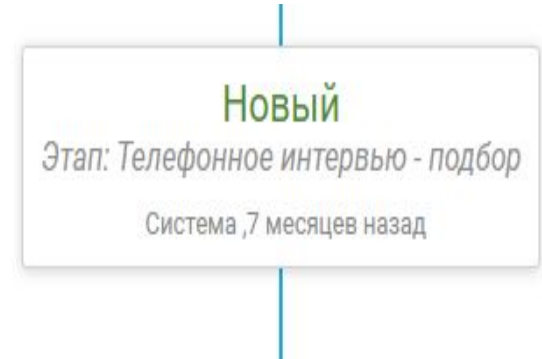 Новый
Этап: Телефонное интервью - подбор
Система ,7 месяцев назад